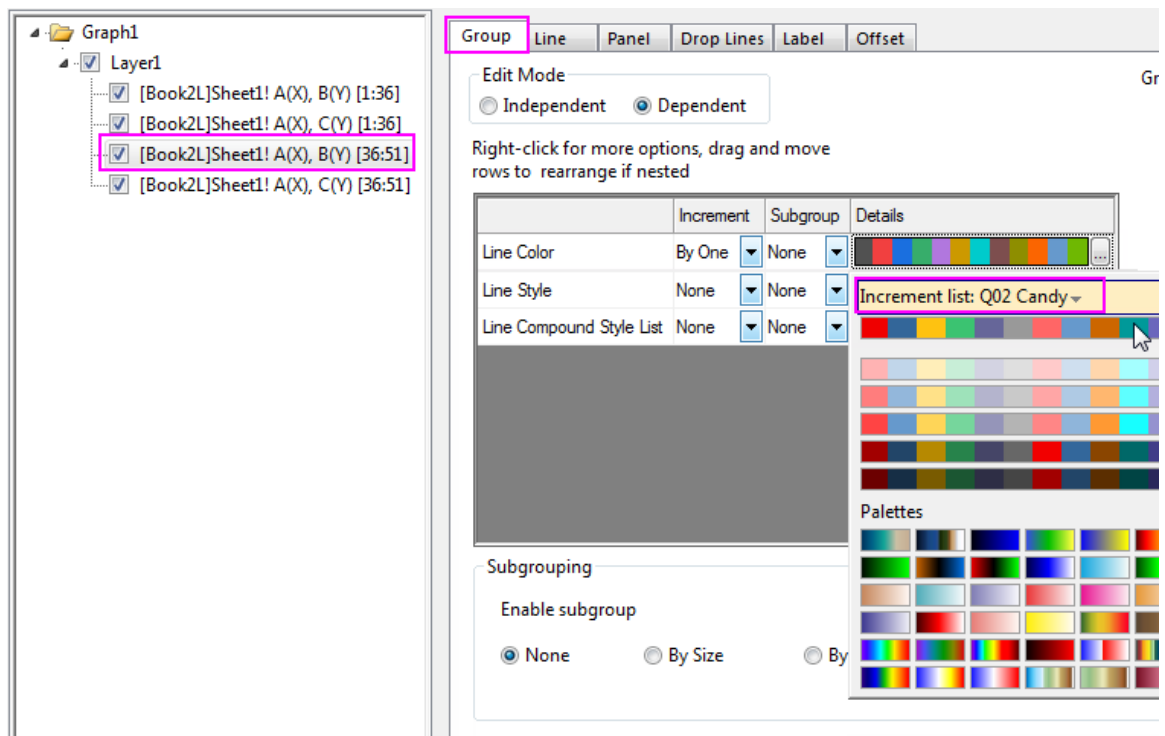 Graph1
Layer1
[Book2L]Sheet1! A(X), B(Y) [1:36]
[Book2L]Sheet1! A(X), C(Y) [1:36]
[Book2L]Sheet1! A(X), B(Y) [36:51]
[Book2L]Sheet1! A(X), C(Y) [36:51]
Group Line Panel Drop Lines Label Offset
Edit Mode
Gr
Independent Dependent
Right-click for more options, drag and move
rows to rearrange if nested
Increment Subgroup Details
Line Color By One None ...
Line Style None None
Increment list: Q02 Candy
Line Compound Style List None None
Palettes
Subgrouping
Enable subgroup
None By Size By